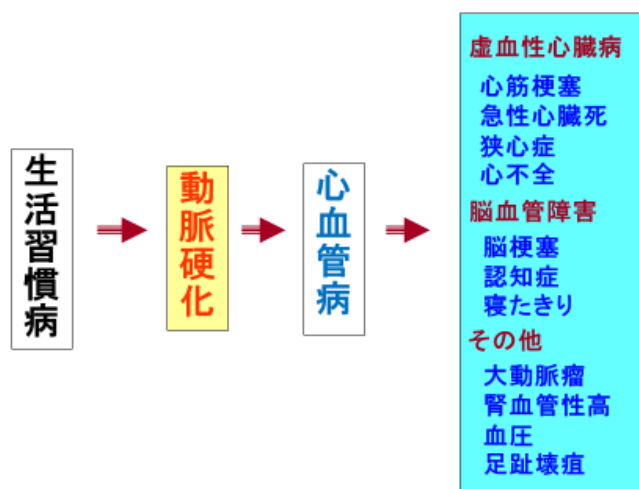 生活習慣病
動脈硬化
心血管病
虚血性心臓病
心筋梗塞
急性心臓死
狭心症
心不全
脳血管障害
脳梗塞
認知症
寝たきり
その他
大動脈瘤
腎血管性高
血圧
足趾壊疽